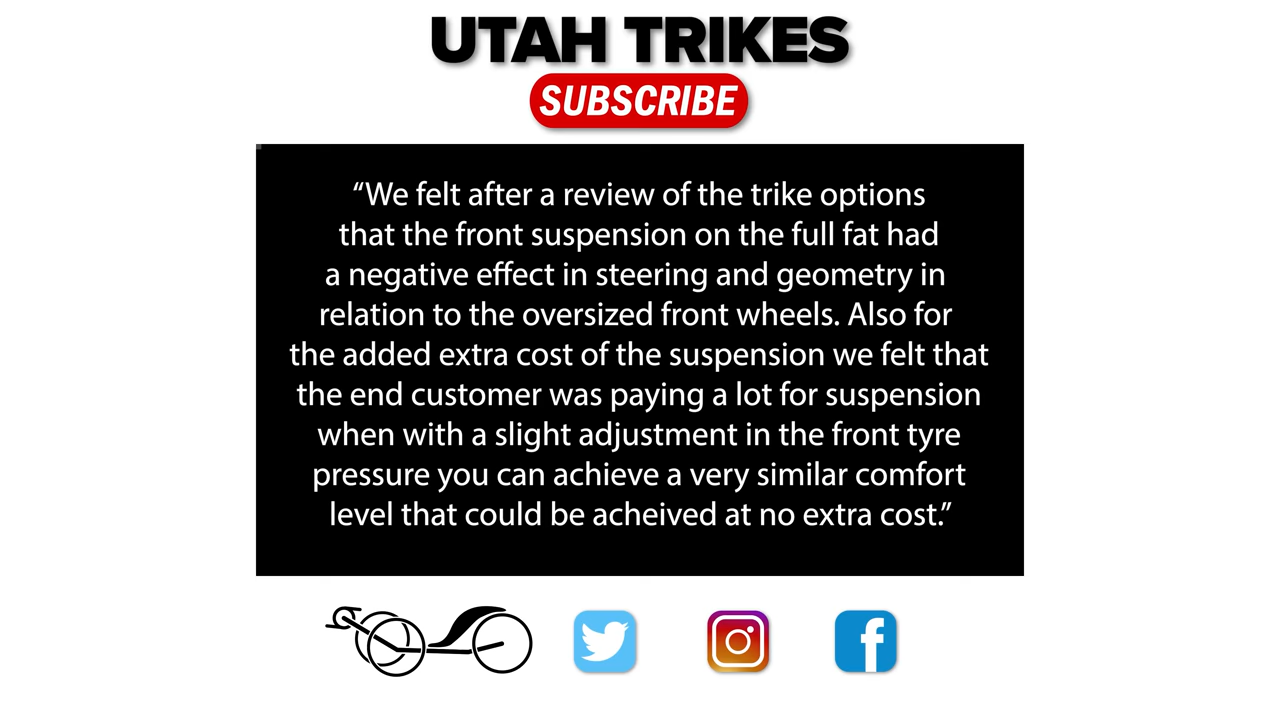 UTAH TRIKES
SUBSCRIBE
“We felt after a review of the trike options
that the front suspension on the full fat had
a negative effect in steering and geometry in
relation to the oversized front wheels. Also for
the added extra cost of the suspension we felt that
the end customer was paying a lot for suspension
when with a slight adjustment in the front tyre
pressure you can achieve a very similar comfort
level that could be acheived at no extra cost.”